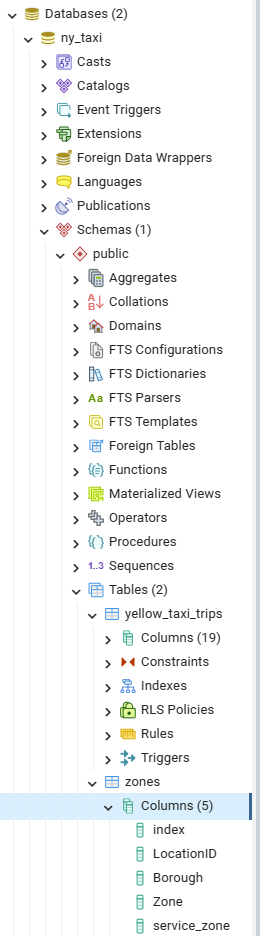 Databases (2)
ny_taxi
Casts
Catalogs
Event Triggers
Extensions
Foreign Data Wrappers
Languages
Publications
Schemas (1)
public
Aggregates
Collations
Domains
FTS Configurations
FTS Dictionaries
Aa FTS Parsers
FTS Templates
Foreign Tables
Functions
Materialized Views
Operators
Procedures
1..3 Sequences
Tables (2)
yellow_taxi_trips
Columns (19)
Constraints
Indexes
RLS Policies
Rules
Triggers
zones
Columns (5)
index
LocationID
Borough
Zone
service_zone